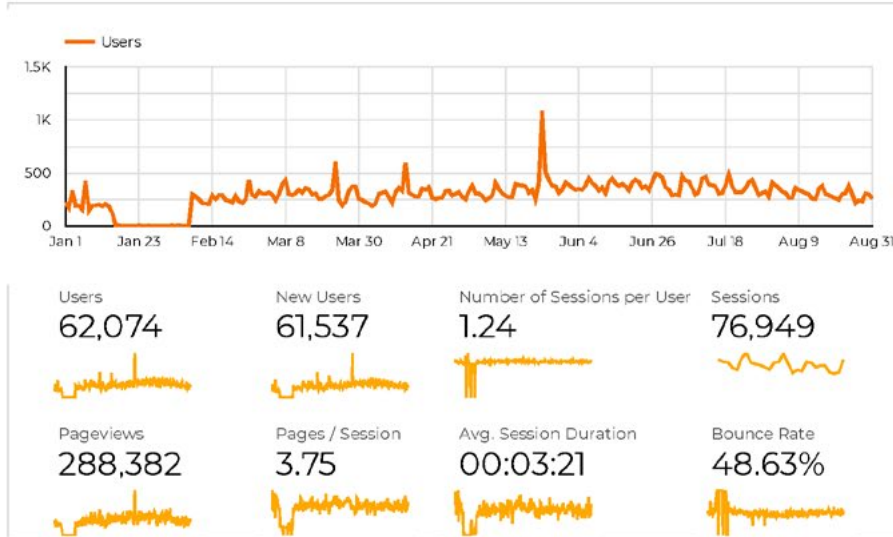 Users
1.5K
1K
500
0
Jan 1 Jan 23 Feb 14 Mar 8 Mar 30 Apr 21 May 13 Jun 4 Jun 26 Jul 18 Aug 9 Aug 31
Users New Users Number of Sessions per User Sessions
62,074 61,537 1.24 76,949
Pageviews Pages / Session Avg. Session Duration Bounce Rate
288,382 3.75 00:03:21 48.63%